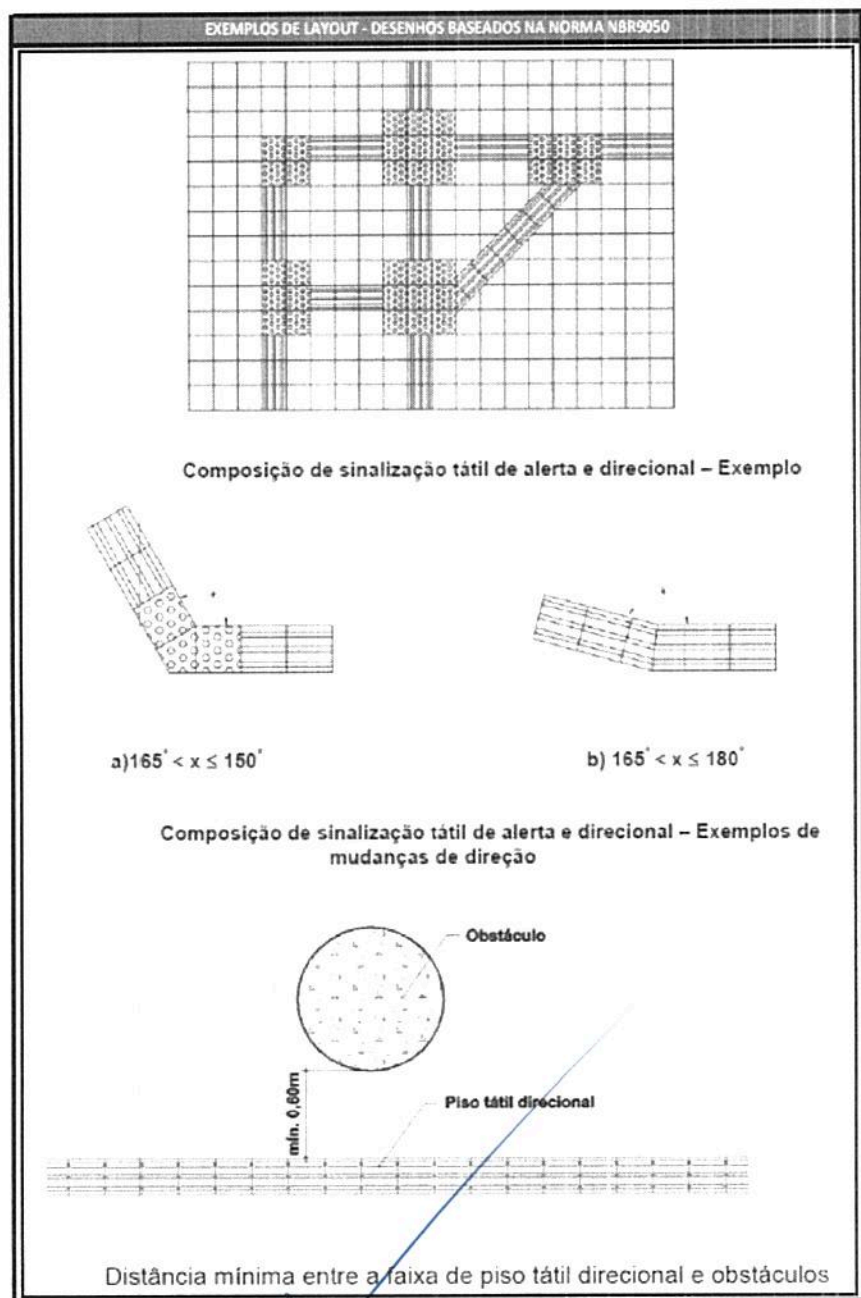 EXEMPLOS DE LAYOUT - DESENHOS BASEADOS NA NORMA NBR9050
Composição de sinalização tátil de alerta e direcional – Exemplo
a)165° < x ≤ 150°
b) 165° < x ≤ 180°
Composição de sinalização tátil de alerta e direcional – Exemplos de
mudanças de direção
Obstáculo
mín. 0,60m
Piso tátil direcional
Distância mínima entre a faixa de piso tátil direcional e obstáculos